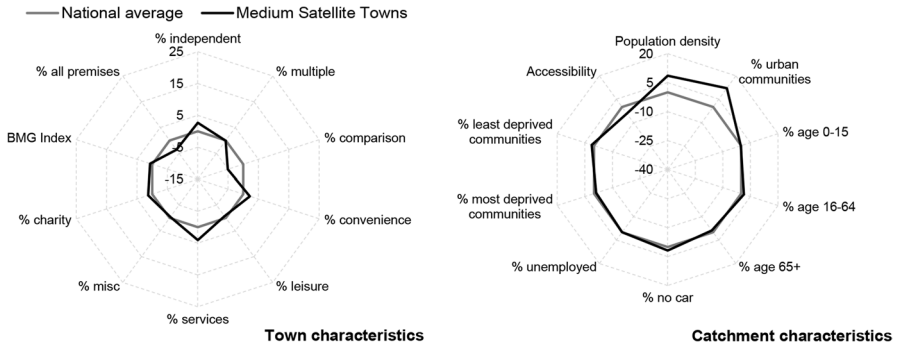 National average
Medium Satellite Towns
% independent
25
15
5
-5
-15
% multiple
% comparison
% convenience
% leisure
% services
% misc
% charity
BMG Index
% all premises
Town characteristics
Population density
20
5
-10
-25
-40
% urban
communities
% age 0-15
% age 16-64
% age 65+
% no car
% unemployed
% most deprived
communities
% least deprived
communities
Accessibility
Catchment characteristics